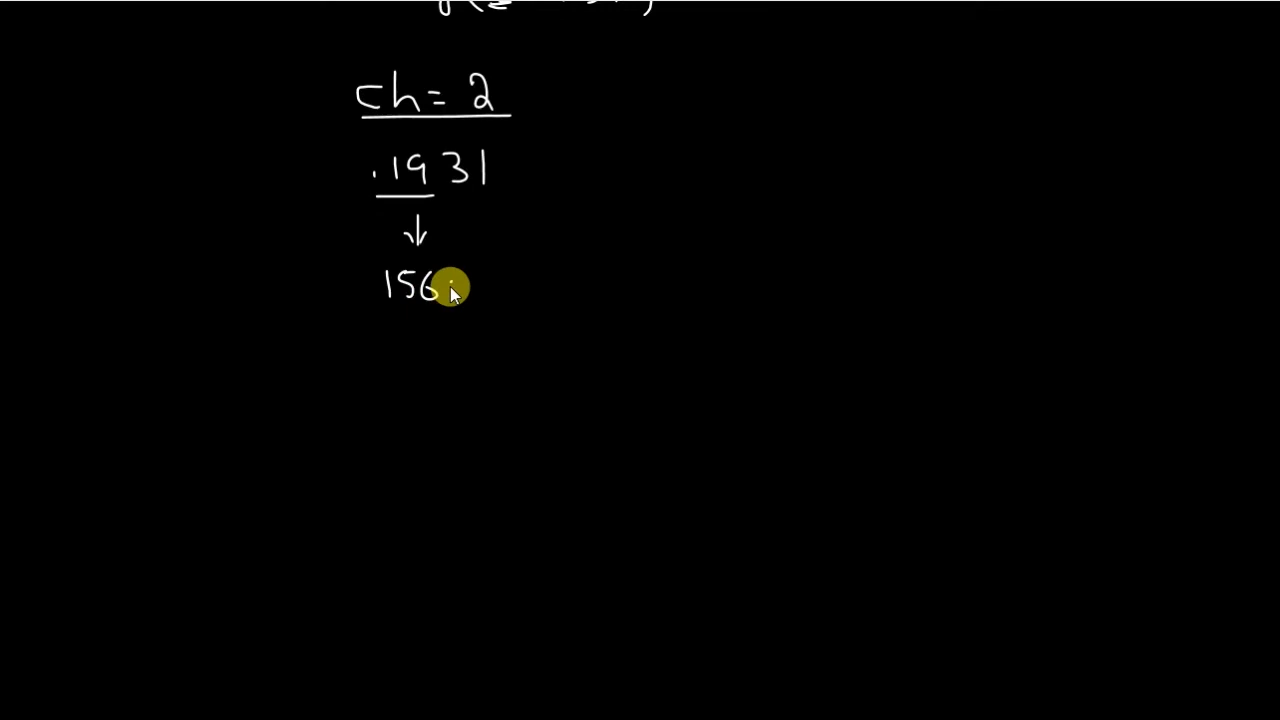 ch = 2
.1931
↓
156